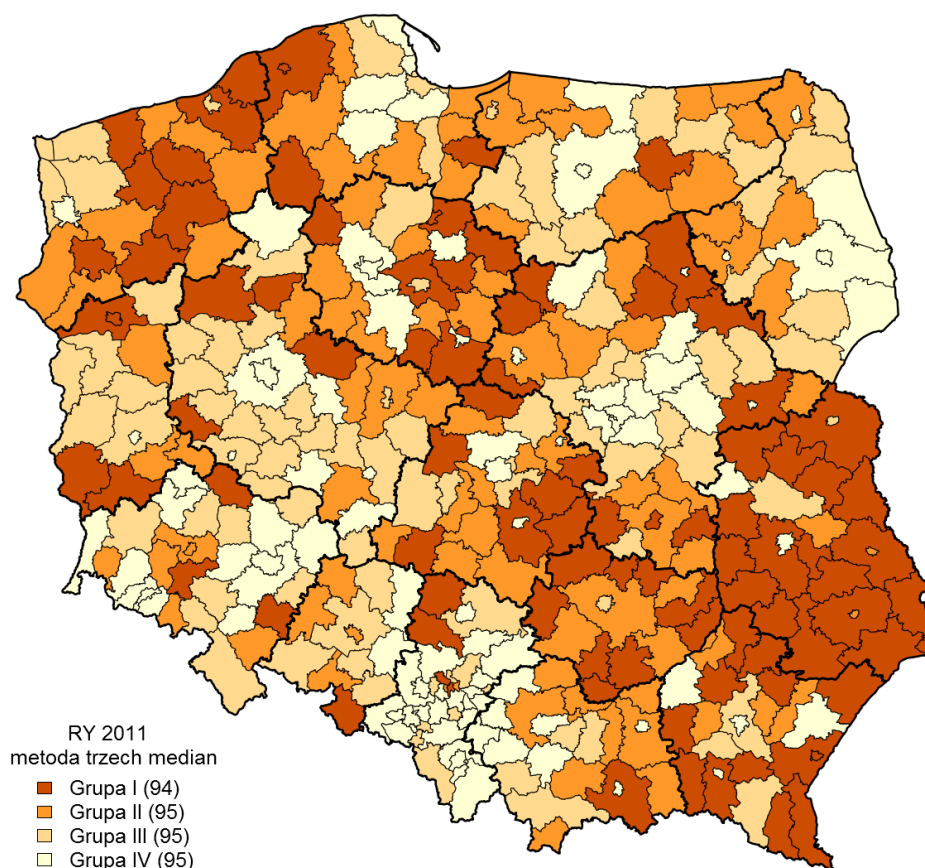 RY 2011
metoda trzech median
Grupa I (94)
Grupa II (95)
Grupa III (95)
Grupa IV (95)